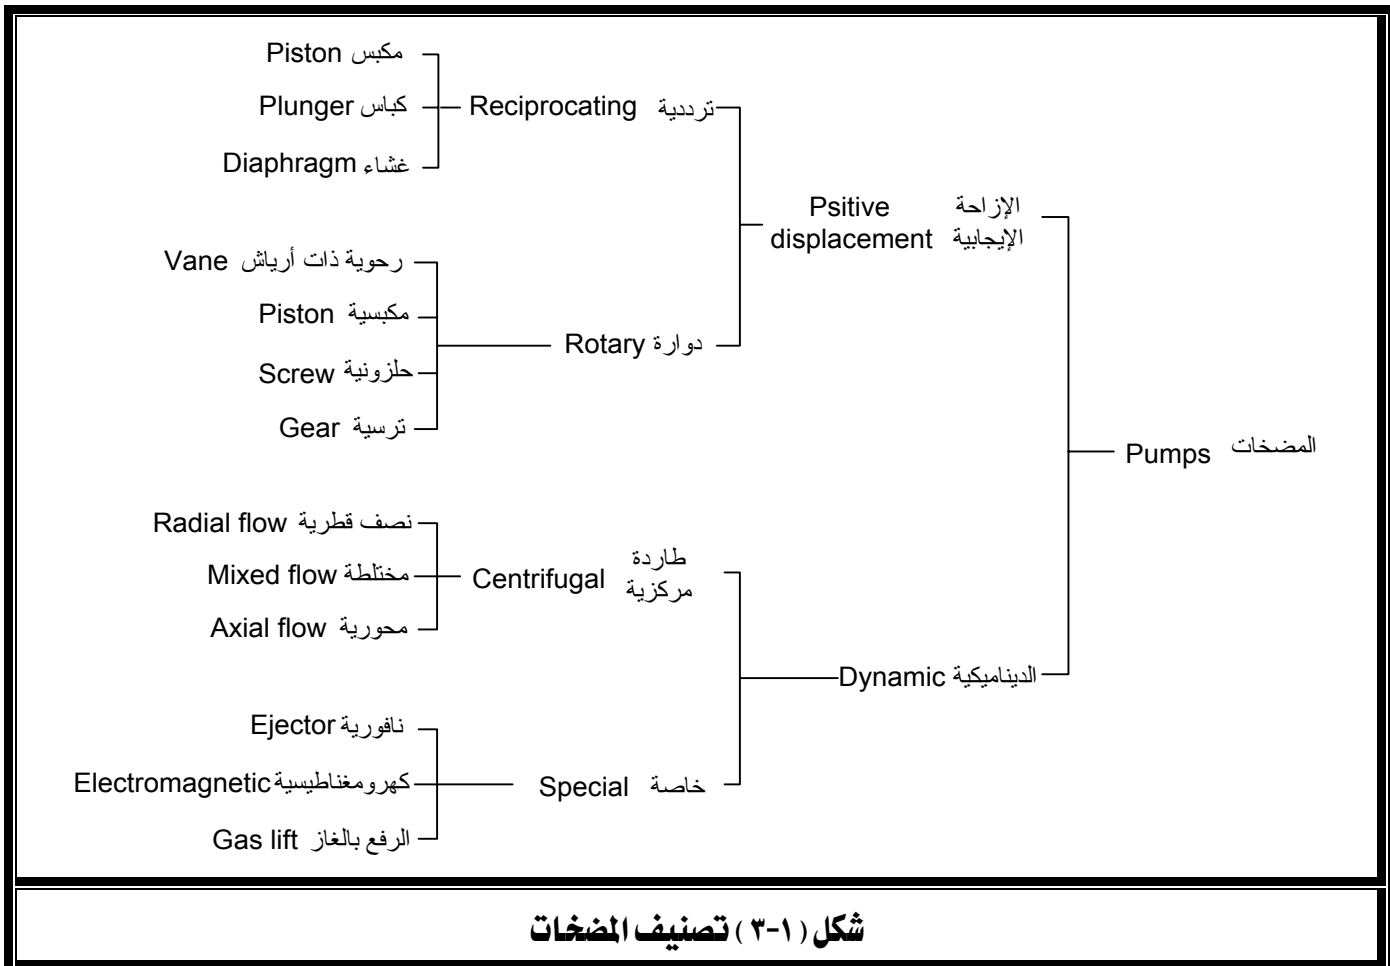 Piston مكبس
Plunger كباس
Diaphragm غشاء
Reciprocating ترددية
Psitive الإزاحة
displacement الإيجابية
Vane رحوية ذات أرياش
Piston مكبسية
Screw حلزونية
Gear ترسية
Rotary دوارة
Pumps المضخات
Radial flow نصف قطرية
Mixed flow مختلطة
Axial flow محورية
Centrifugal طاردة
مركزية
Dynamic الديناميكية
Ejector نافورية
Electromagnetic كهرومغناطيسية
Gas lift الرفع بالغاز
Special خاصة
شكل (١-٣) تصنيف المضخات